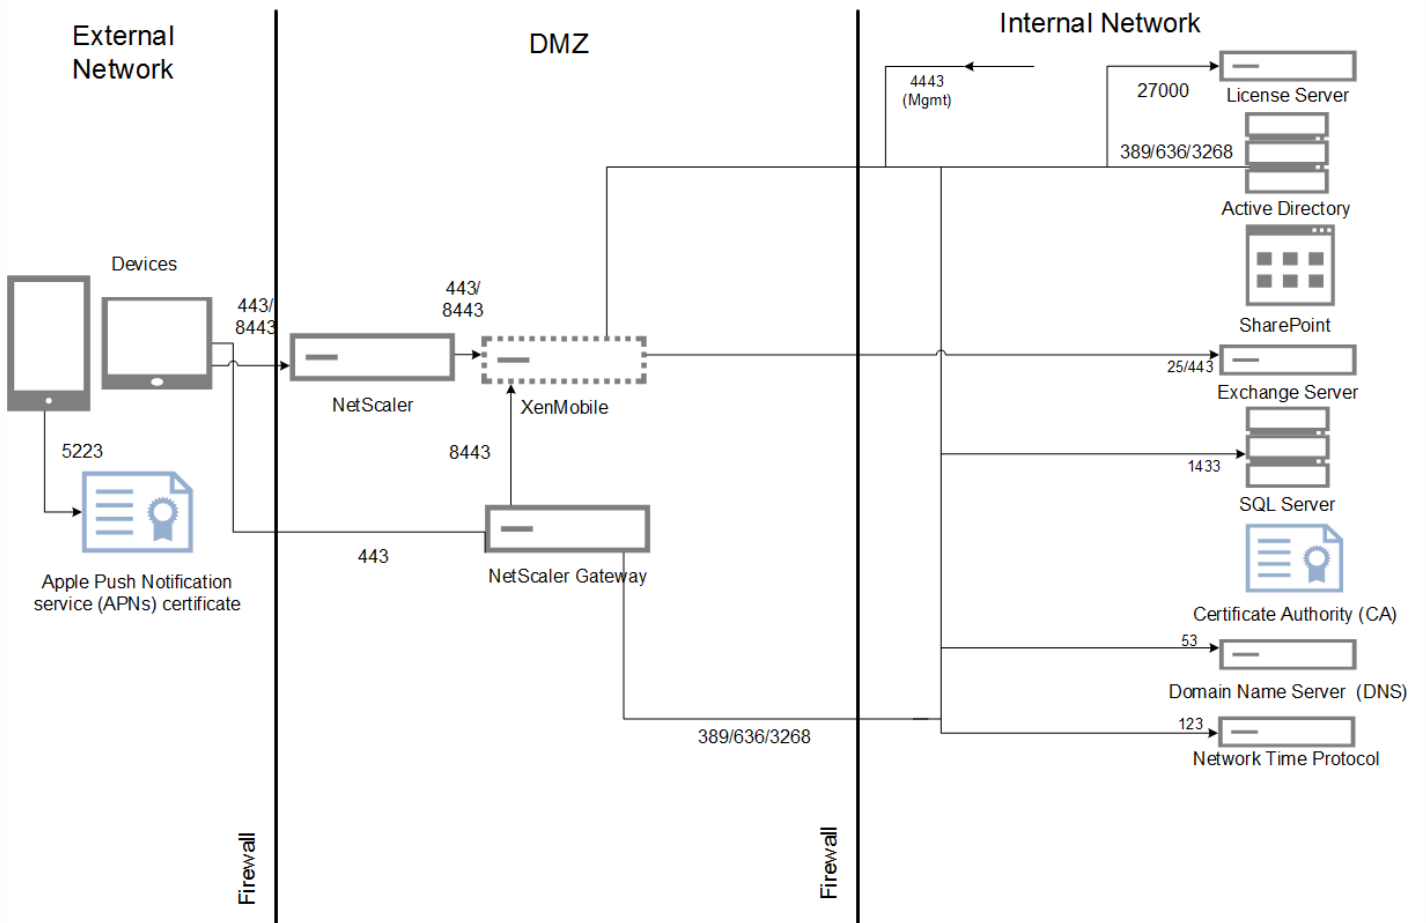 External
Network
DMZ
Internal Network
4443
(Mgmt)
27000
License Server
389/636/3268
Active Directory
Devices
443/
8443
443/
8443
SharePoint
NetScaler
XenMobile
25/443
Exchange Server
5223
8443
1433
SQL Server
443
Apple Push Notification
service (APNs) certificate
NetScaler Gateway
Certificate Authority (CA)
53
Domain Name Server (DNS)
389/636/3268
123
Network Time Protocol
Firewall
Firewall